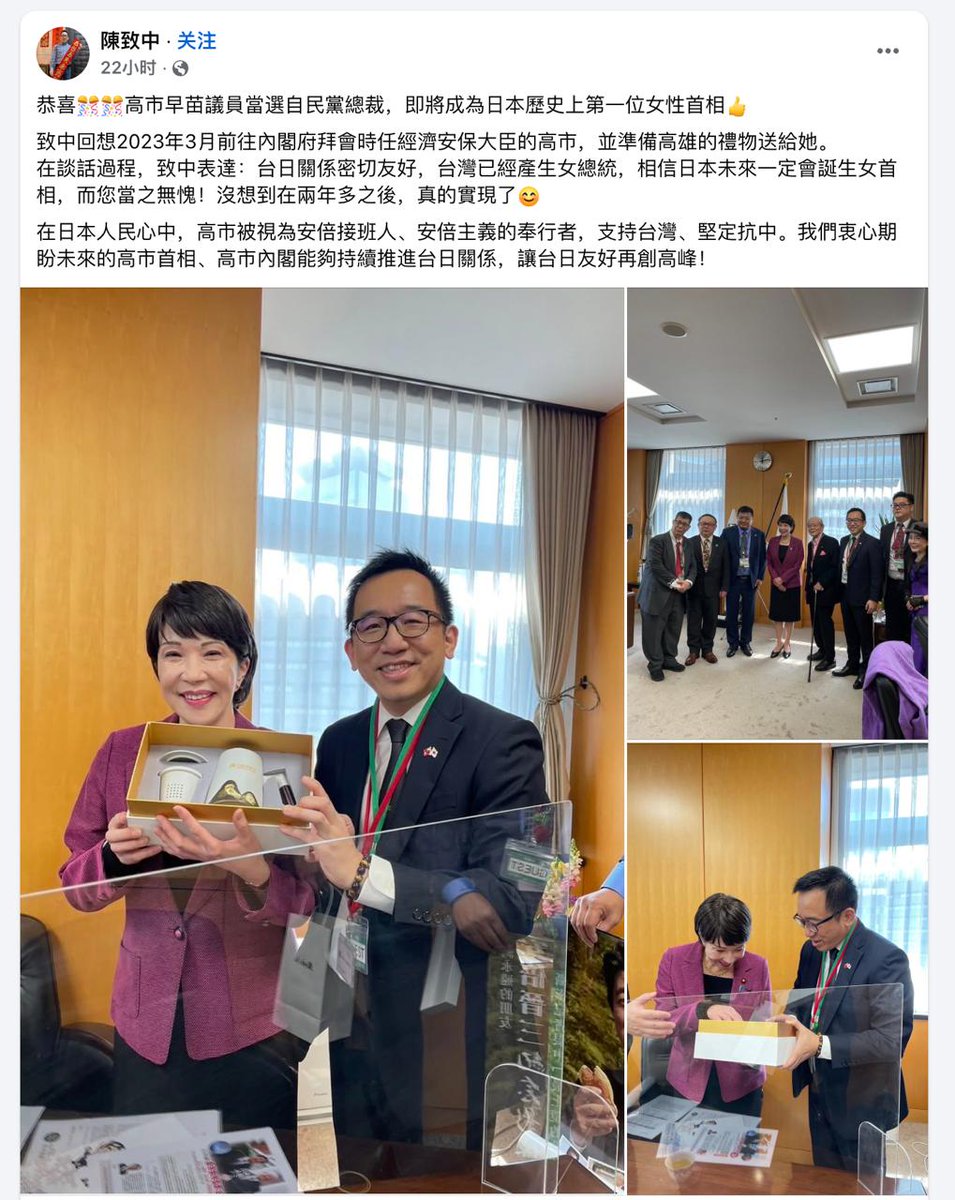 陳致中 · 关注
22小时 ·
恭喜🎊🎊高市早苗議員當選自民黨總裁，即將成為日本歷史上第一位女性首相👍
致中回想2023年3月前往內閣府拜會時任經濟安保大臣的高市，並準備高雄的禮物送給她。
在談話過程，致中表達：台日關係密切友好，台灣已經產生女總統，相信日本未來一定會誕生女首
相，而您當之無愧！沒想到在兩年多之後，真的實現了😊
在日本人民心中，高市被視為安倍接班人、安倍主義的奉行者，支持台灣、堅定抗中。我們衷心期
盼未來的高市首相、高市內閣能夠持續推進台日關係，讓台日友好再創高峰！
GUEST
永遠的朋友